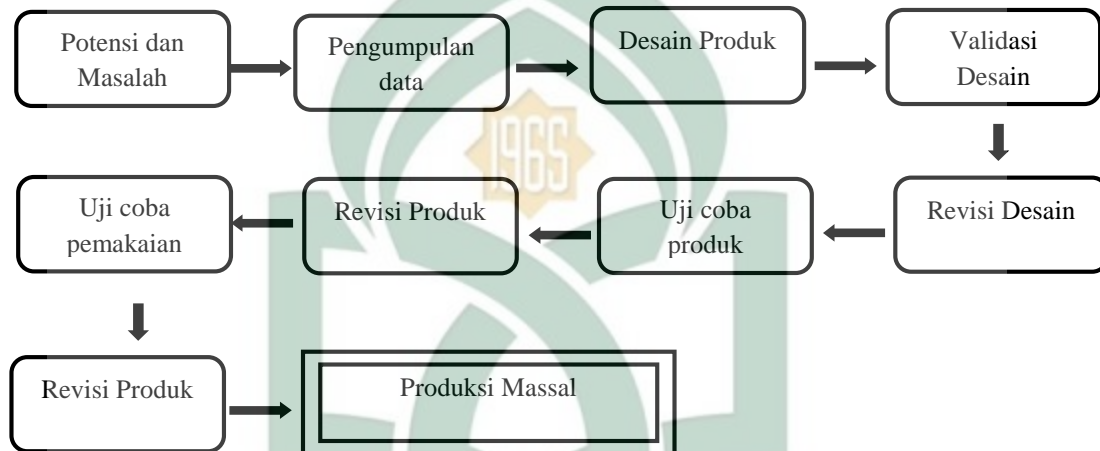 Potensi dan
Masalah
Pengumpulan
data
Desain Produk
Validasi
Desain
Revisi Desain
Uji coba
produk
Revisi Produk
Uji coba
pemakaian
Revisi Produk
Produksi Massal
1965